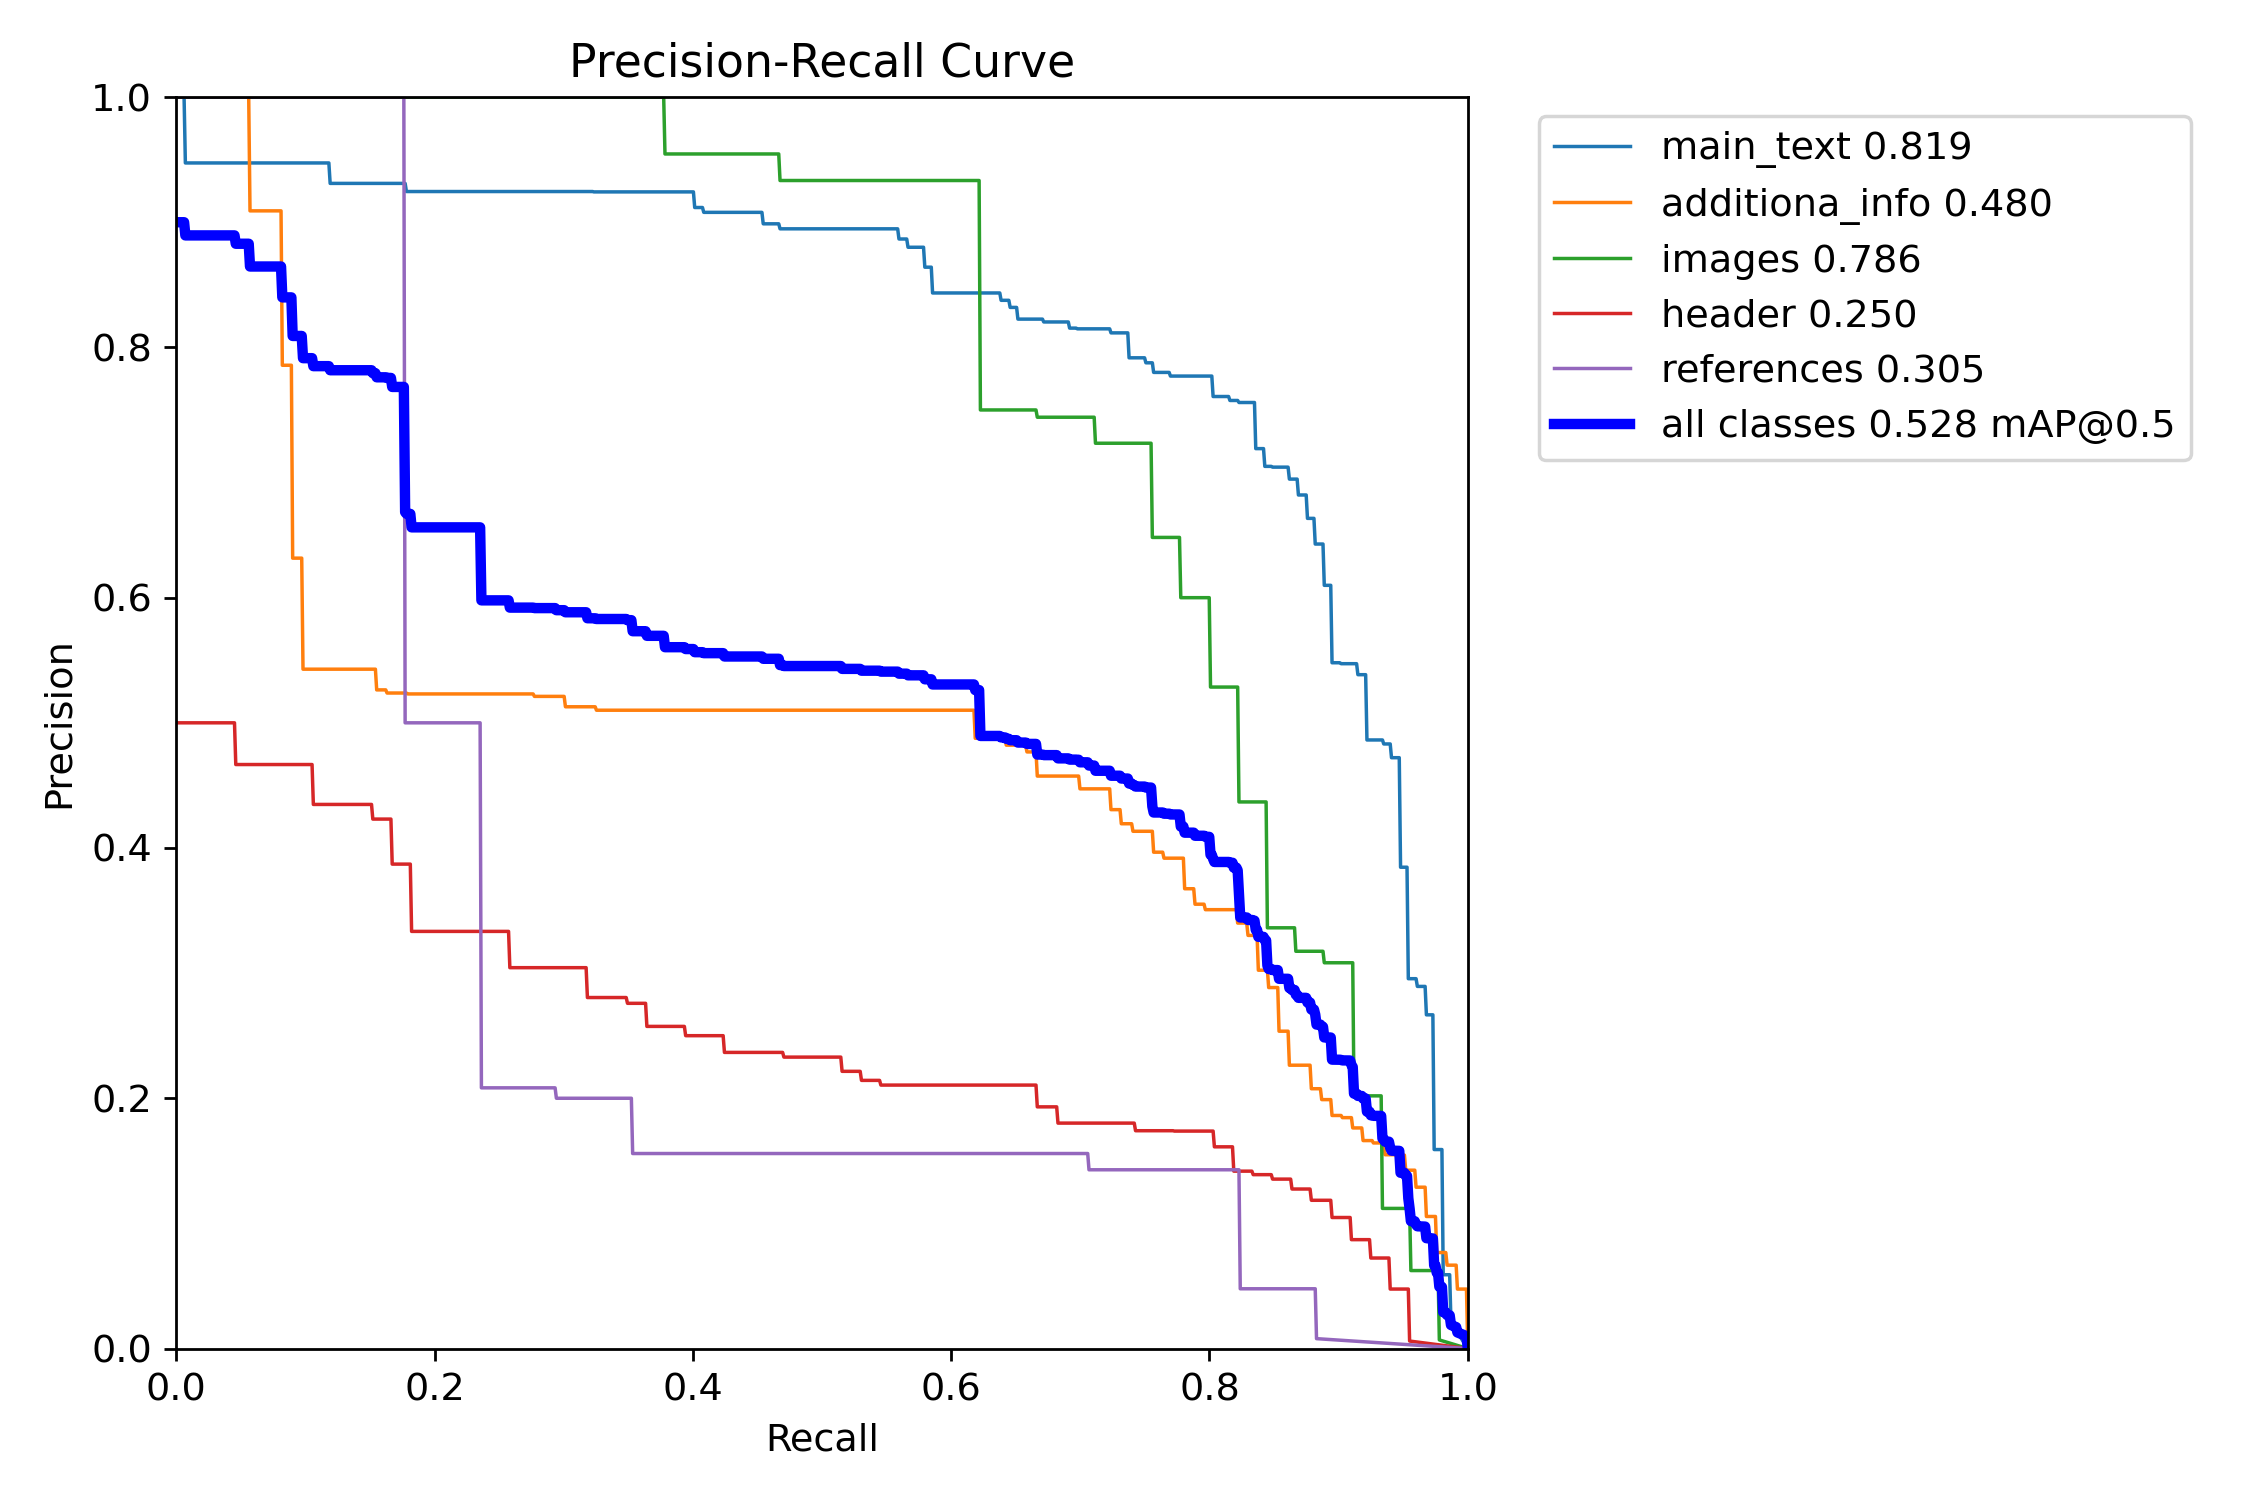 Precision-Recall Curve
1.0
0.8
0.6
0.4
0.2
0.0
Precision
0.0 0.2 0.4 0.6 0.8 1.0
Recall
main_text 0.819
additiona_info 0.480
images 0.786
header 0.250
references 0.305
all classes 0.528 mAP@0.5